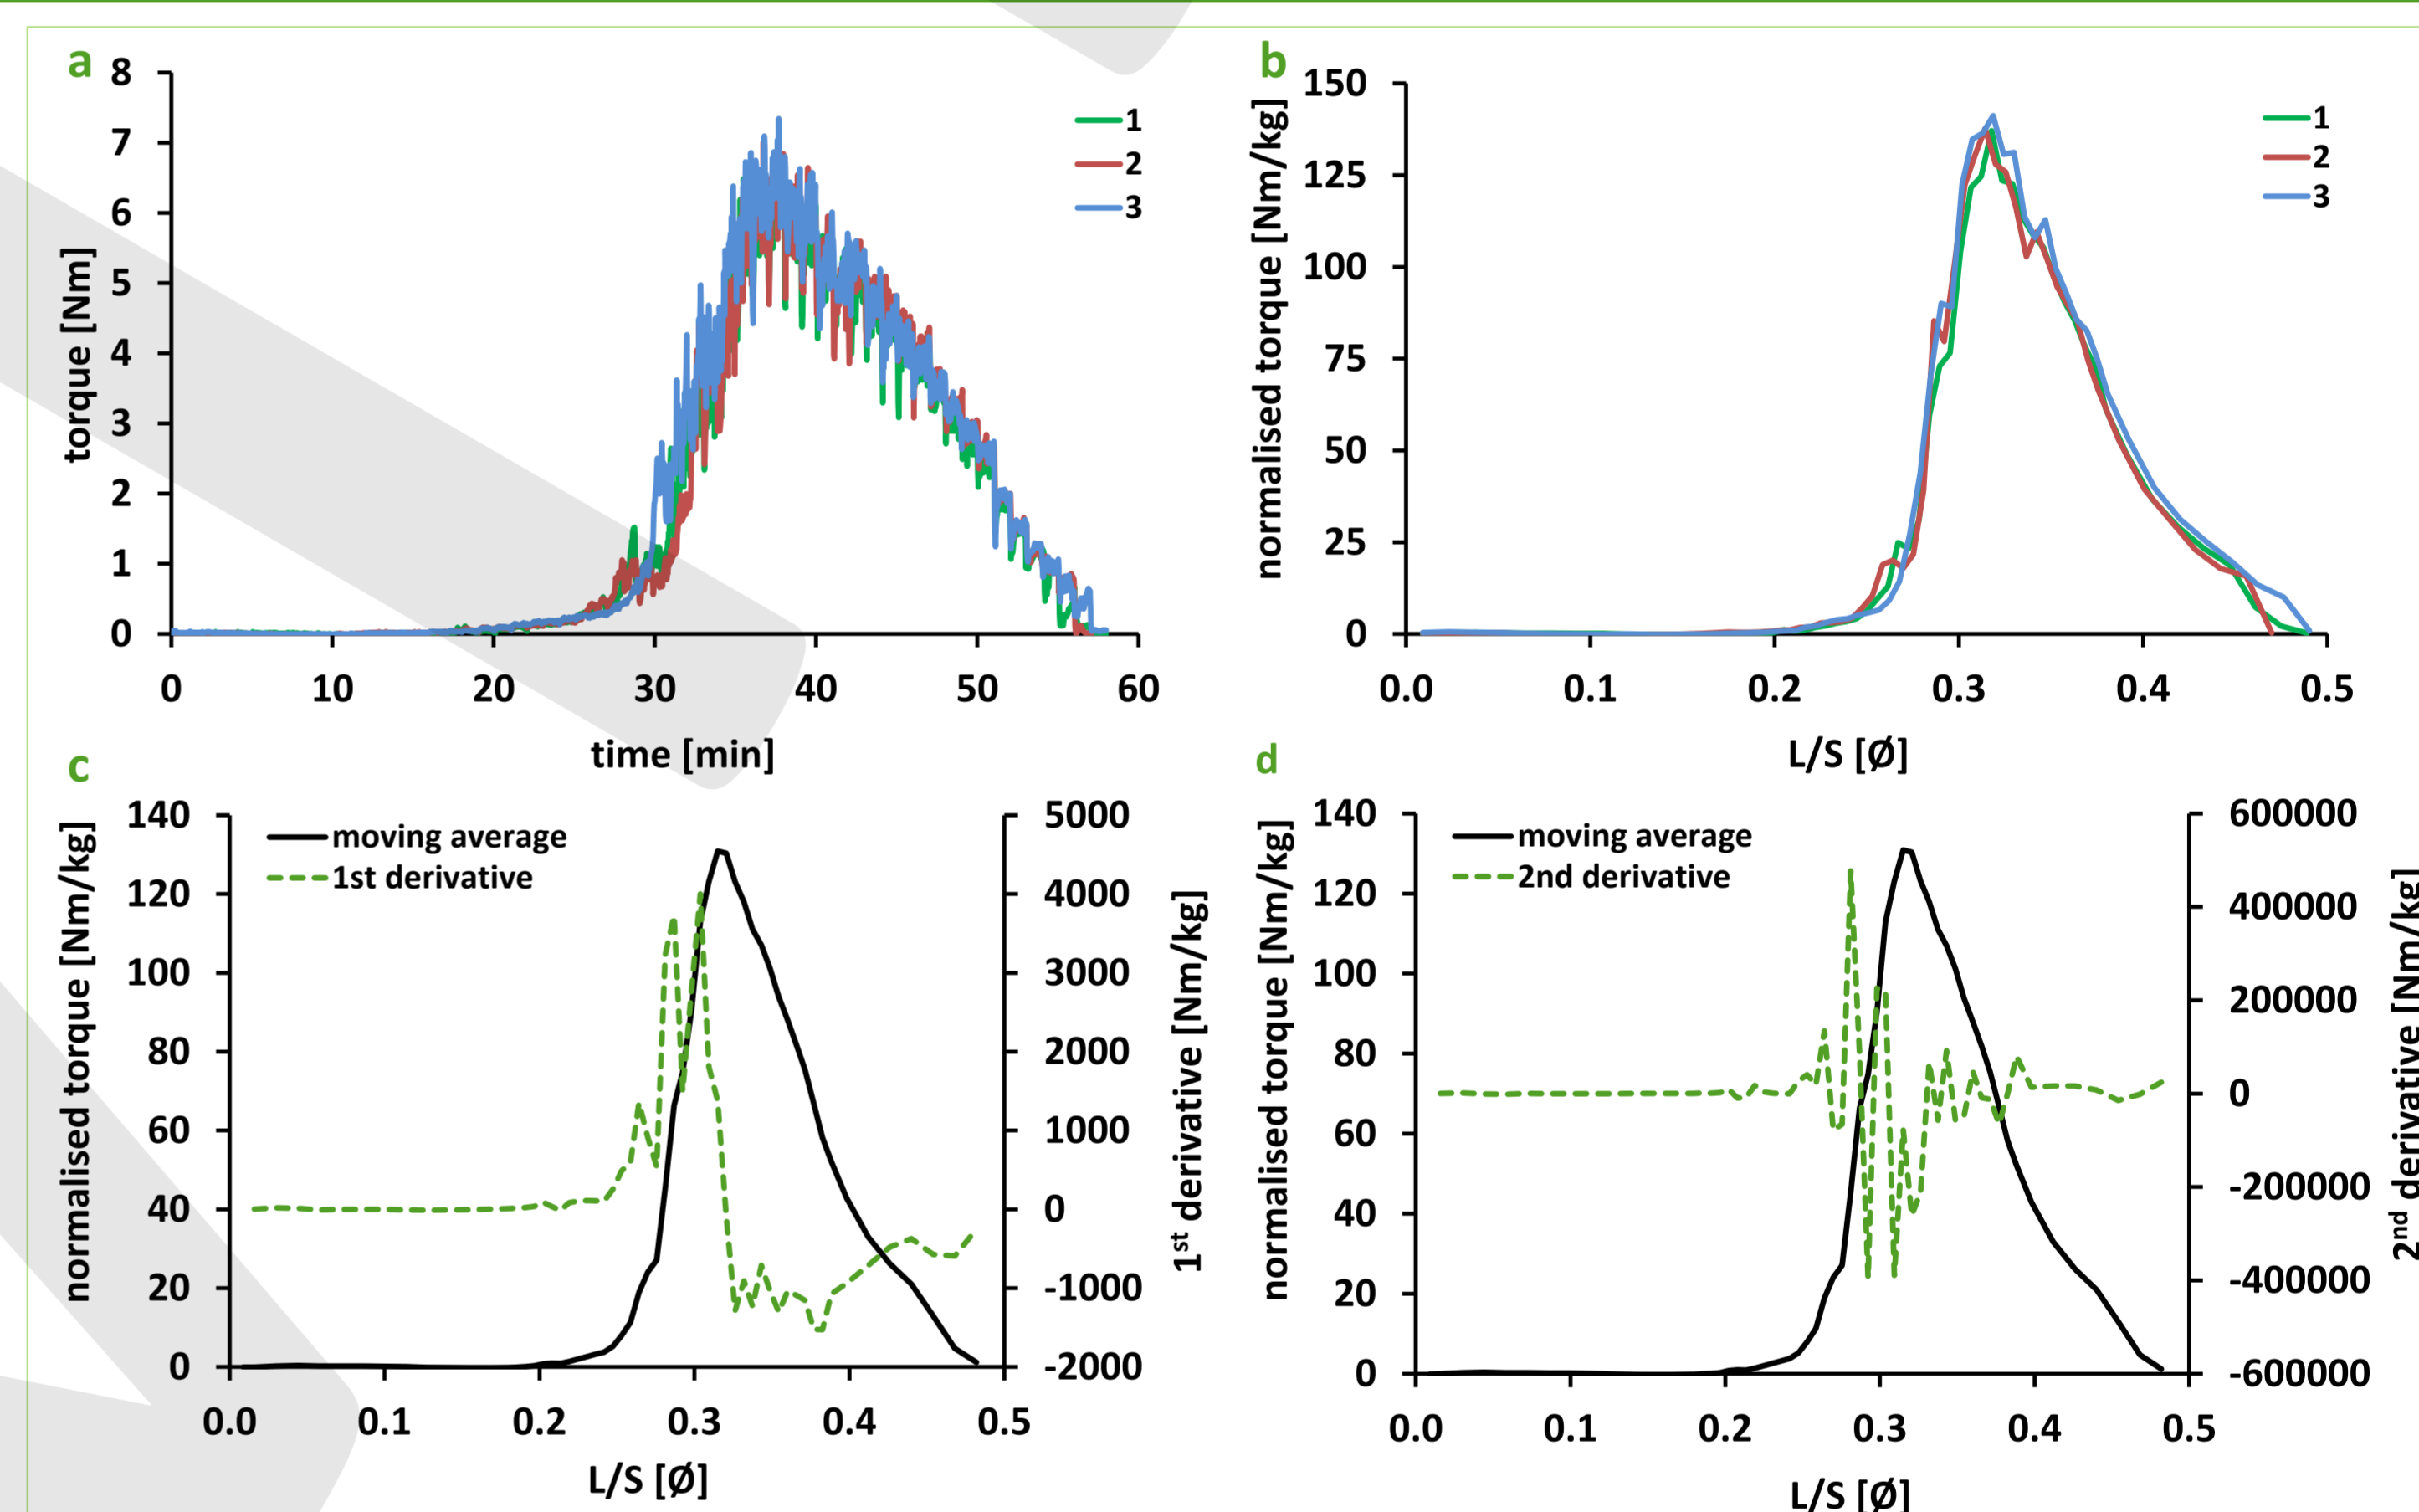 a
8
7
6
5
4
3
2
1
0
torque [Nm]
1
2
3
0 10 20 30 40 50 60
time [min]
b
150
125
100
75
50
25
0
normalised torque [Nm/kg]
1
2
3
0.0 0.1 0.2 0.3 0.4 0.5
L/S [Ø]
c
140
120
100
80
60
40
20
0
normalised torque [Nm/kg]
moving average
1st derivative
5000
4000
3000
2000
1000
0
-1000
-2000
1st derivative [Nm/kg]
0.0 0.1 0.2 0.3 0.4 0.5
L/S [Ø]
d
140
120
100
80
60
40
20
0
normalised torque [Nm/kg]
moving average
2nd derivative
600000
400000
200000
0
-200000
-400000
-600000
2nd derivative [Nm/kg]
0.0 0.1 0.2 0.3 0.4 0.5
L/S [Ø]